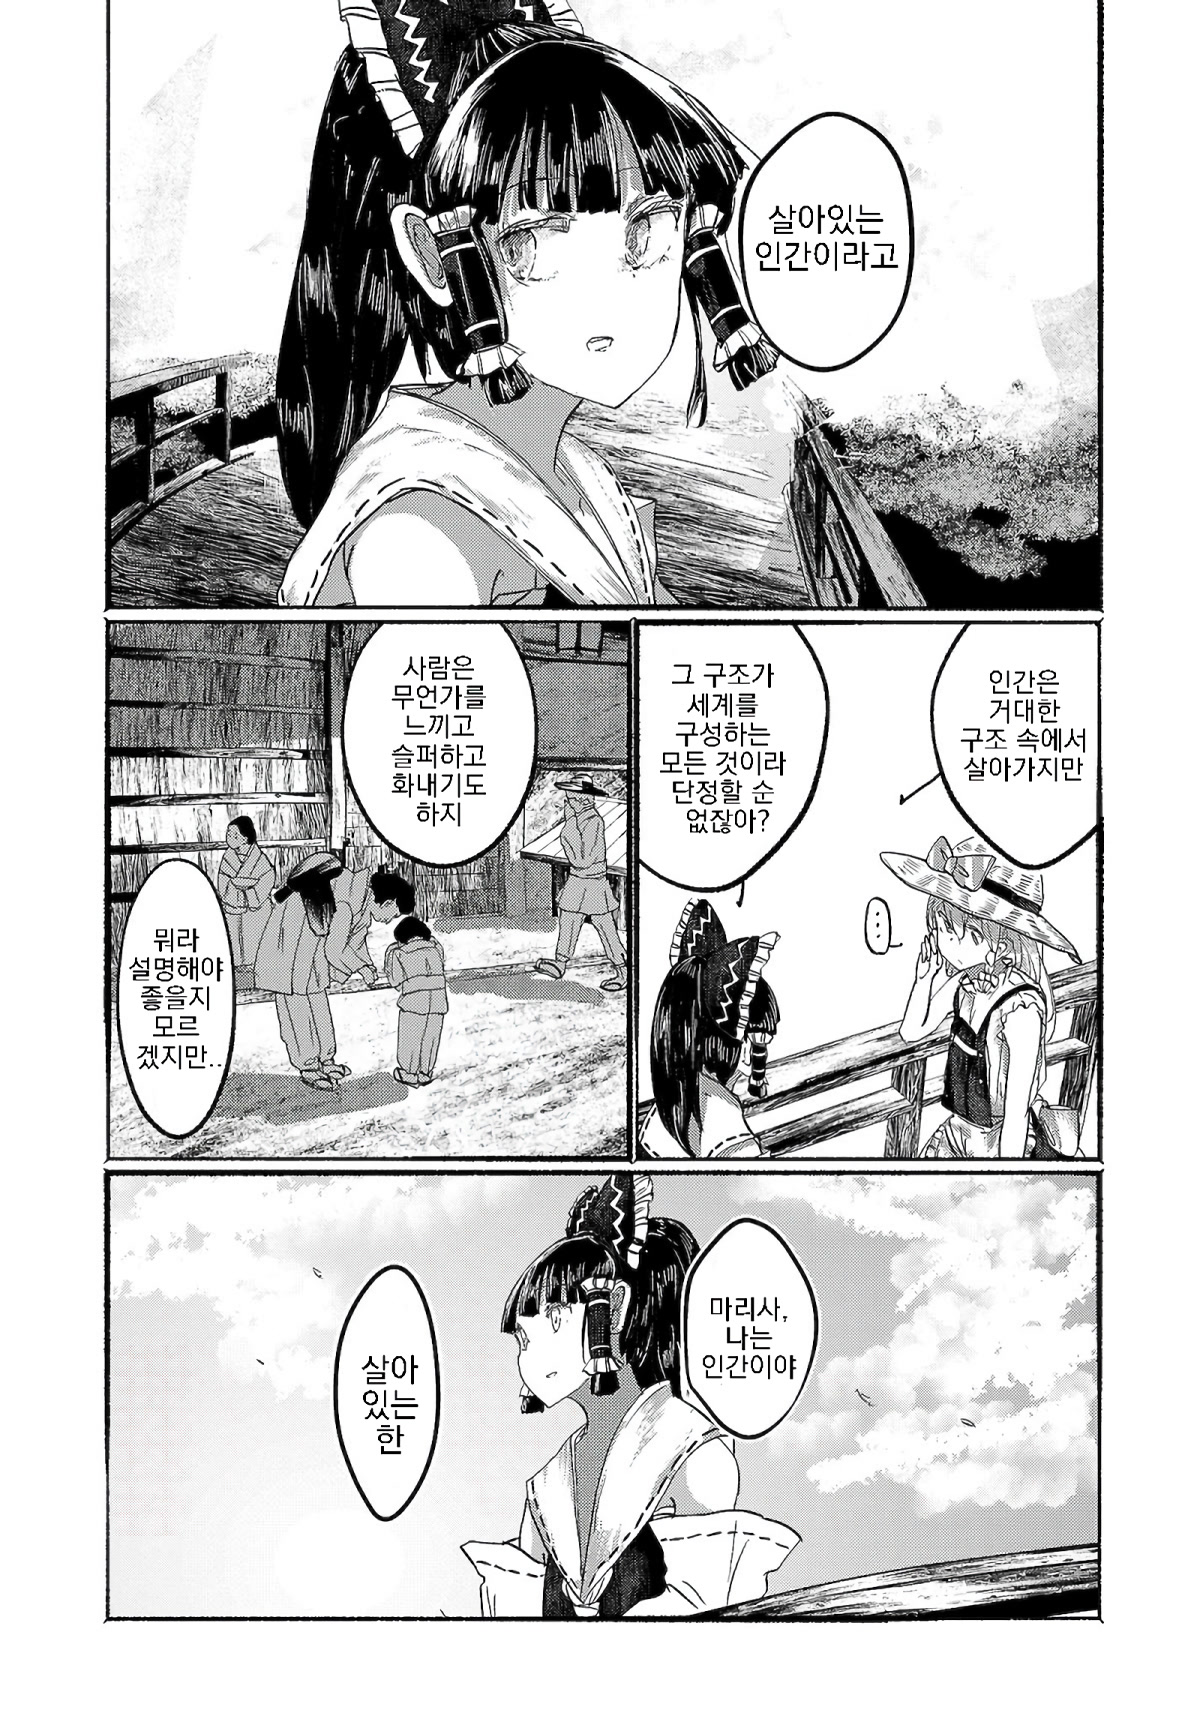 살아있는
인간이라고
인간은
거대한
구조 속에서
살아가지만
그 구조가
세계를
구성하는
모든 것이라
단정할 순
없잖아?
…
사람은
무언가를
느끼고
슬퍼하고
화내기도
하지
뭐라
설명해야
좋을지
모르
겠지만..
마리사,
나는
인간이야
살아
있는
한